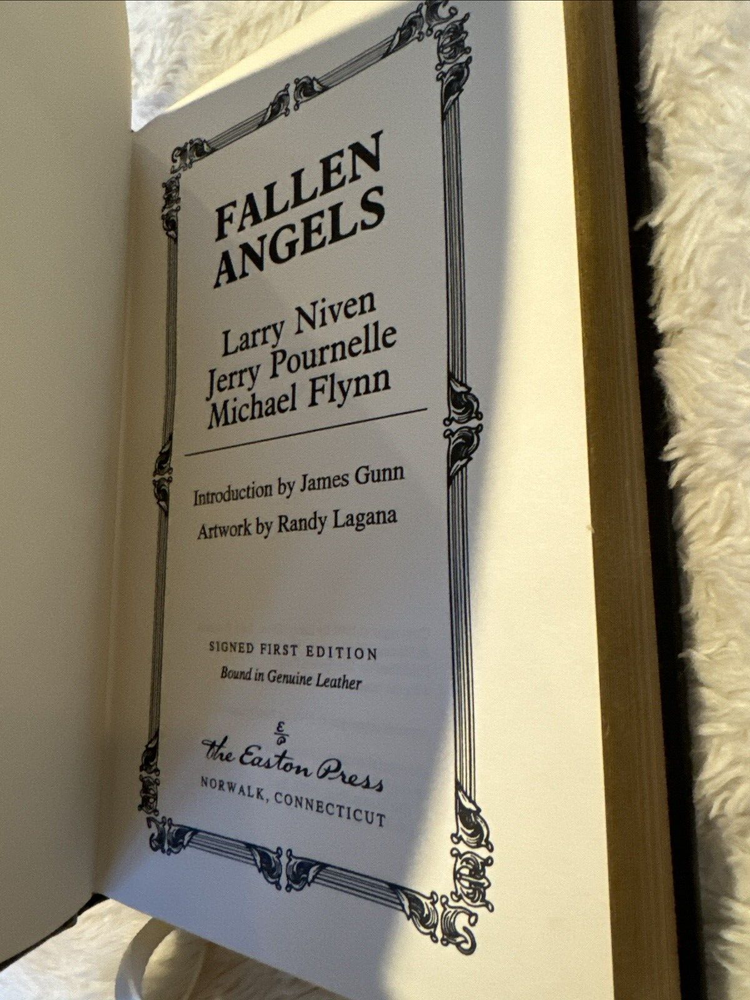 FALLEN
ANGELS
Larry Niven
Jerry Pournelle
Michael Flynn
Introduction by James Gunn
Artwork by Randy Lagana
SIGNED FIRST EDITION
Bound in Genuine Leather
the Easton Press
NORWALK, CONNECTICUT